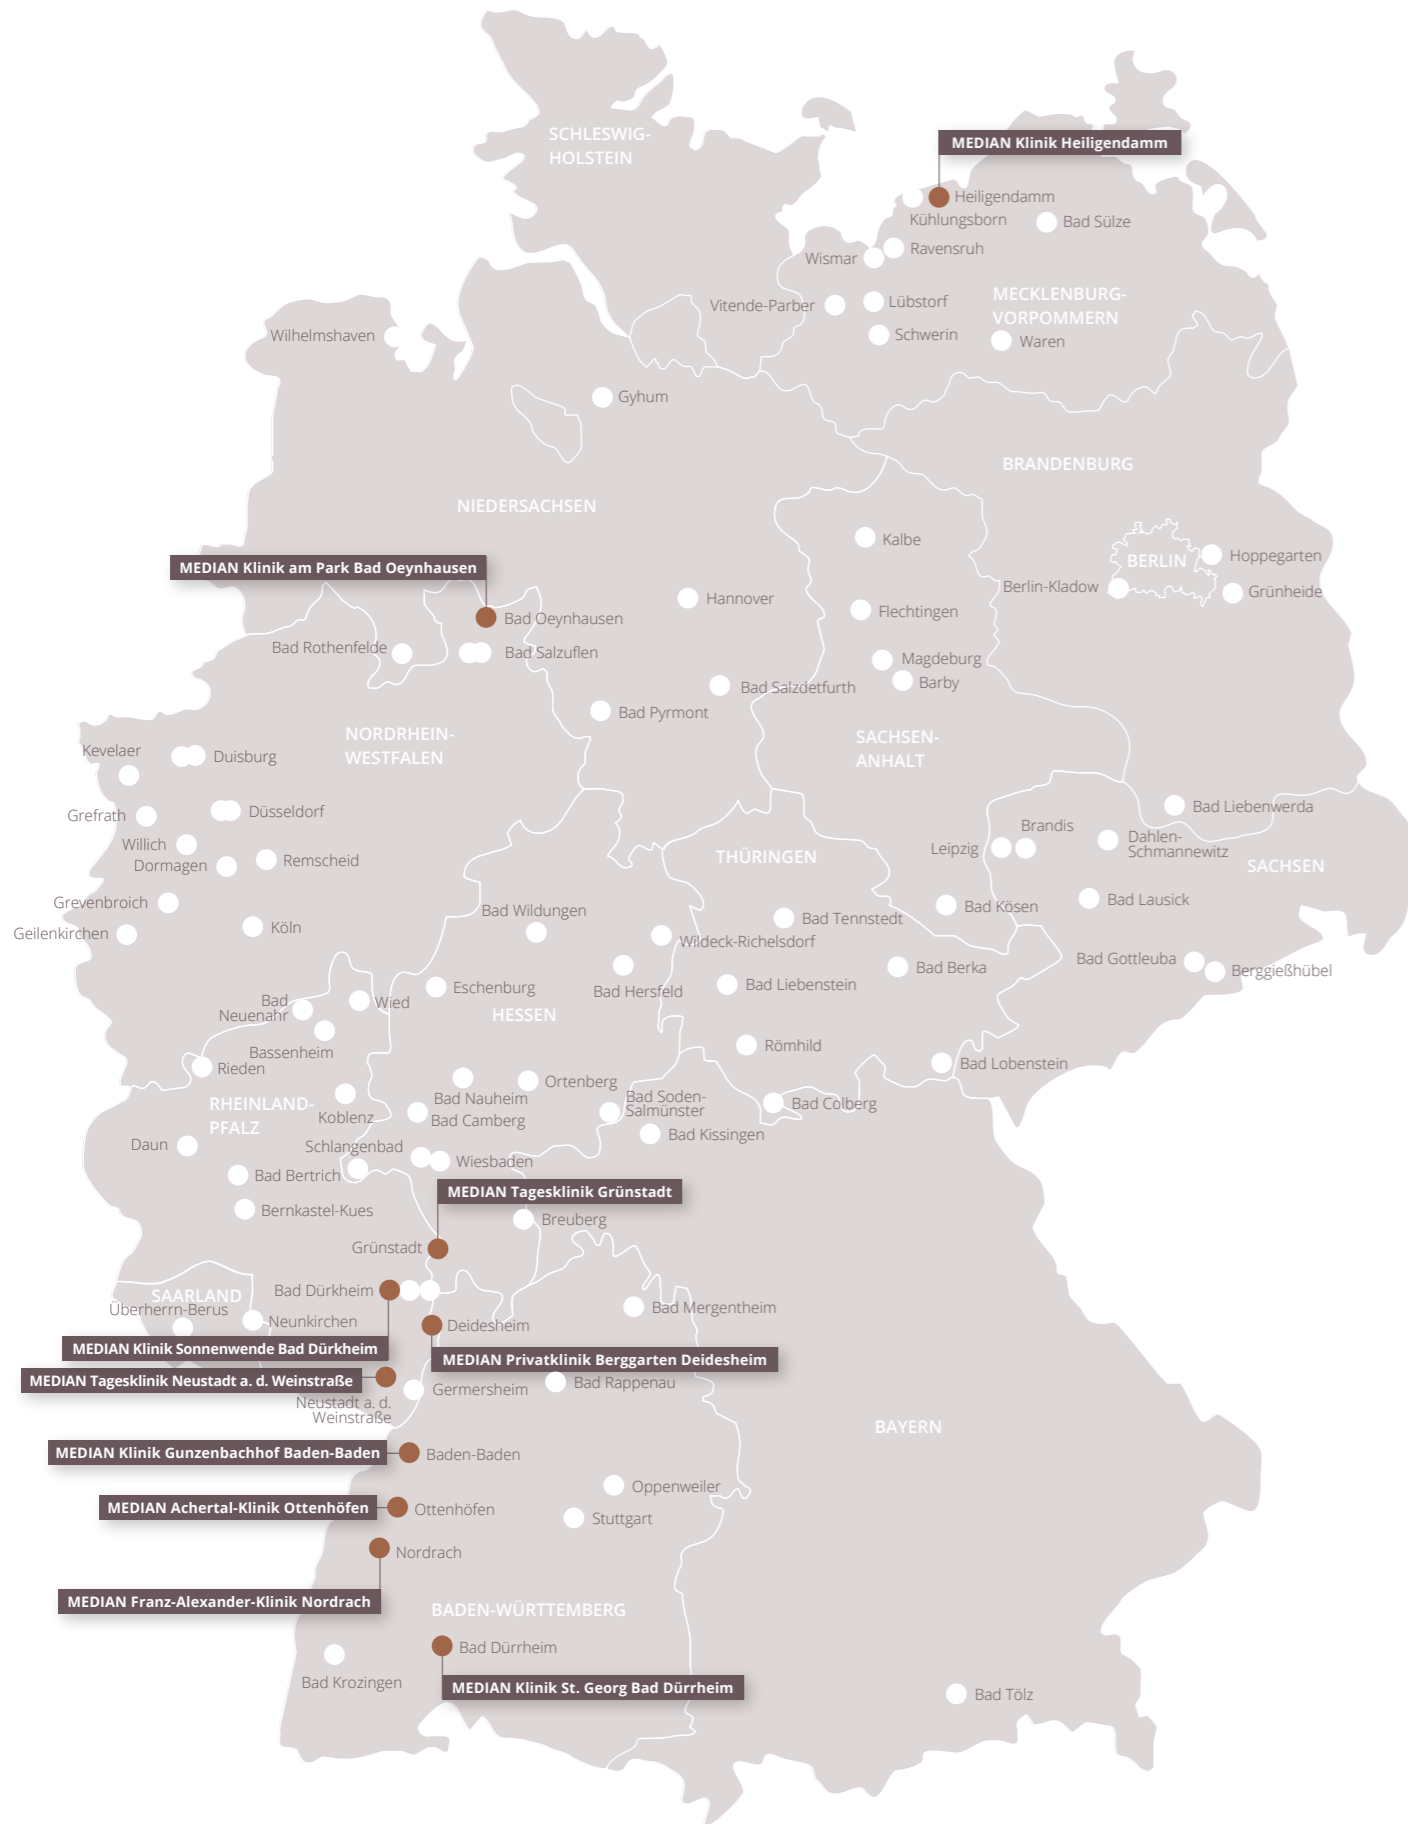 SCHLESWIG-
HOLSTEIN
MEDIAN Klinik Heiligendamm
Heiligendamm
Kühlungsborn
Bad Sülze
Ravensruh
Wismar
MECKLENBURG-
VORPOMMERN
Vitende-Parber
Lübstorf
Schwerin
Waren
Wilhelmshaven
Gyhum
BRANDENBURG
NIEDERSACHSEN
Kalbe
BERLIN
Hoppegarten
MEDIAN Klinik am Park Bad Oeynhausen
Berlin-Kladow
Grünheide
Hannover
Flechtingen
Bad Oeynhausen
Bad Rothenfelde
Bad Salzuflen
Magdeburg
Barby
Bad Salzdetfurth
Bad Pyrmont
NORDRHEIN-
WESTFALEN
SACHSEN-
ANHALT
Kevelaer
Duisburg
Grefrath
Düsseldorf
Bad Liebenwerda
Brandis
Dahlen-
Schmannewitz
Willich
Leipzig
Dormagen
Remscheid
THÜRINGEN
SACHSEN
Grevenbroich
Bad Wildungen
Bad Kösen
Bad Lausick
Geilenkirchen
Köln
Bad Tennstedt
Wildeck-Richelsdorf
Bad Gottleuba
Berggießhübel
Bad Berka
Eschenburg
Bad Hersfeld
Bad Liebenstein
Bad
Neuenahr
Wied
HESSEN
Bassenheim
Römhild
Rieden
Bad Lobenstein
Ortenberg
Bad Nauheim
Bad Soden-
Salmünster
RHEINLAND-
PFALZ
Koblenz
Bad Camberg
Bad Colberg
Bad Kissingen
Daun
Schlangenbad
Wiesbaden
Bad Bertrich
MEDIAN Tagesklinik Grünstadt
Bernkastel-Kues
Breuberg
Grünstadt
SAARLAND
Bad Dürkheim
Überherrn-Berus
Neunkirchen
Bad Mergentheim
Deidesheim
MEDIAN Klinik Sonnenwende Bad Dürkheim
MEDIAN Privatklinik Berggarten Deidesheim
MEDIAN Tagesklinik Neustadt a. d. Weinstraße
Bad Rappenau
Germersheim
Neustadt a. d.
Weinstraße
BAYERN
MEDIAN Klinik Gunzenbachhof Baden-Baden
Baden-Baden
Oppenweiler
MEDIAN Achertal-Klinik Ottenhöfen
Ottenhöfen
Stuttgart
Nordrach
MEDIAN Franz-Alexander-Klinik Nordrach
BADEN-WÜRTTEMBERG
Bad Dürrheim
Bad Krozingen
MEDIAN Klinik St. Georg Bad Dürrheim
Bad Tölz